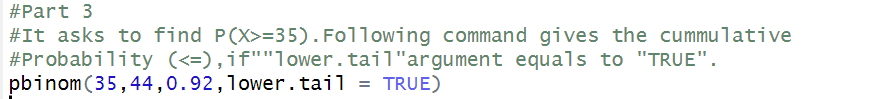 #Part 3
#It asks to find P(X>=35).Following command gives the cummulative
#Probability (<=),if""lower.tail"argument equals to "TRUE".
pbinom(35,44,0.92,lower.tail = TRUE)